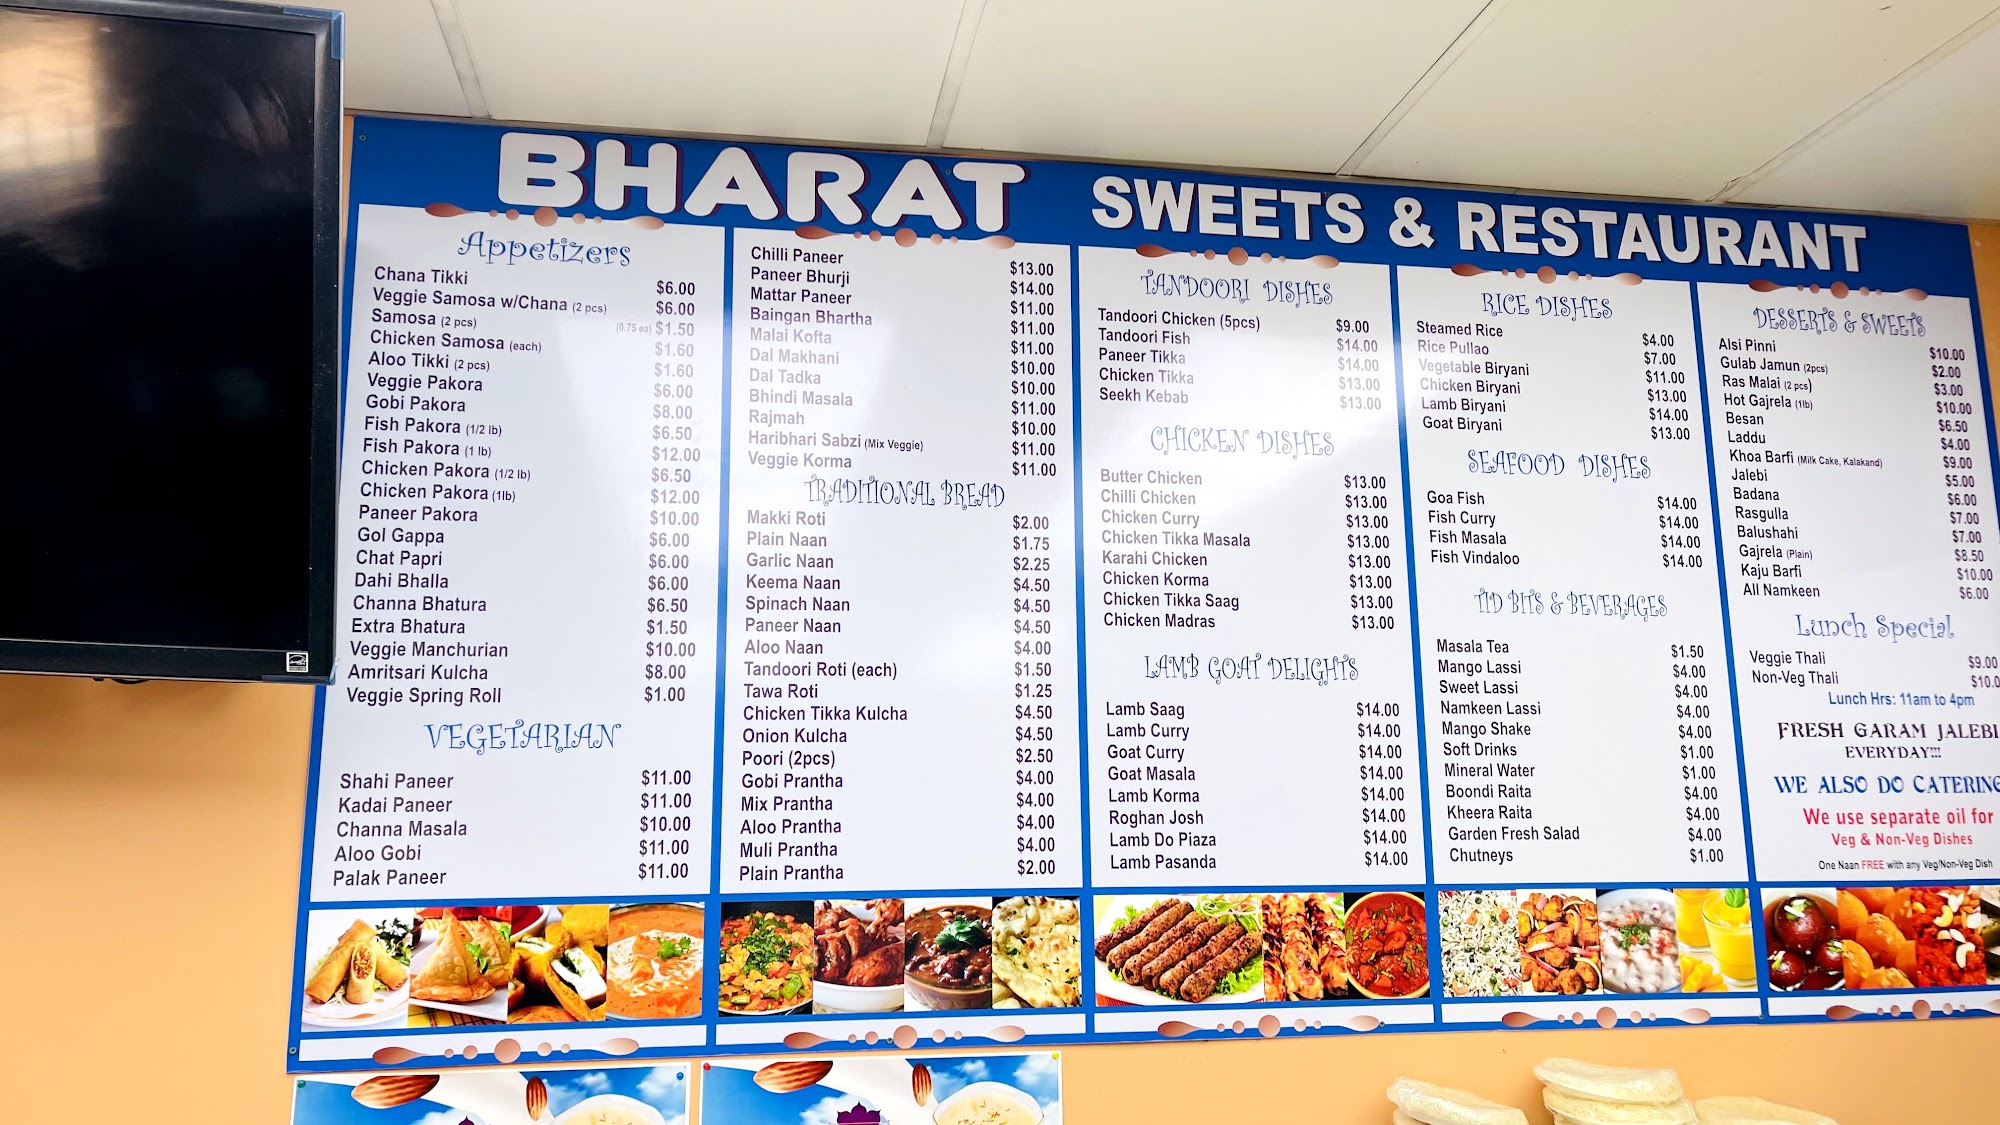 BHARAT SWEETS & RESTAURANT
Appetizers
Chana Tikki $6.00
Veggie Samosa w/Chana (2 pcs) $6.00
Samosa (2 pcs) (0.75 ea) $1.50
Chicken Samosa (each) $1.60
Aloo Tikki (2 pcs) $1.60
Veggie Pakora $6.00
Gobi Pakora $8.00
Fish Pakora (1/2 lb) $6.50
Fish Pakora (1 lb) $12.00
Chicken Pakora (1/2 lb) $6.50
Chicken Pakora (1lb) $12.00
Paneer Pakora $10.00
Gol Gappa $6.00
Chat Papri $6.00
Dahi Bhalla $6.00
Channa Bhatura $6.50
Extra Bhatura $1.50
Veggie Manchurian $10.00
Amritsari Kulcha $8.00
Veggie Spring Roll $1.00
VEGETARIAN
Shahi Paneer $11.00
Kadai Paneer $11.00
Channa Masala $10.00
Aloo Gobi $11.00
Palak Paneer $11.00
Chilli Paneer $13.00
Paneer Bhurji $14.00
Mattar Paneer $11.00
Baingan Bhartha $11.00
Malai Kofta $11.00
Dal Makhani $10.00
Dal Tadka $10.00
Bhindi Masala $11.00
Rajmah $10.00
Haribhari Sabzi (Mix Veggie) $11.00
Veggie Korma $11.00
TRADITIONAL BREAD
Makki Roti $2.00
Plain Naan $1.75
Garlic Naan $2.25
Keema Naan $4.50
Spinach Naan $4.50
Paneer Naan $4.50
Aloo Naan $4.00
Tandoori Roti (each) $1.50
Tawa Roti $1.25
Chicken Tikka Kulcha $4.50
Onion Kulcha $4.50
Poori (2pcs) $2.50
Gobi Prantha $4.00
Mix Prantha $4.00
Aloo Prantha $4.00
Muli Prantha $4.00
Plain Prantha $2.00
TANDOORI DISHES
Tandoori Chicken (5pcs) $9.00
Tandoori Fish $14.00
Paneer Tikka $14.00
Chicken Tikka $13.00
Seekh Kebab $13.00
CHICKEN DISHES
Butter Chicken $13.00
Chilli Chicken $13.00
Chicken Curry $13.00
Chicken Tikka Masala $13.00
Karahi Chicken $13.00
Chicken Korma $13.00
Chicken Tikka Saag $13.00
Chicken Madras $13.00
LAMB GOAT DELIGHTS
Lamb Saag $14.00
Lamb Curry $14.00
Goat Curry $14.00
Goat Masala $14.00
Lamb Korma $14.00
Roghan Josh $14.00
Lamb Do Piaza $14.00
Lamb Pasanda $14.00
RICE DISHES
Steamed Rice $4.00
Rice Pullao $7.00
Vegetable Biryani $11.00
Chicken Biryani $13.00
Lamb Biryani $14.00
Goat Biryani $13.00
SEAFOOD DISHES
Goa Fish $14.00
Fish Curry $14.00
Fish Masala $14.00
Fish Vindaloo $14.00
TID BITS & BEVERAGES
Masala Tea $1.50
Mango Lassi $4.00
Sweet Lassi $4.00
Namkeen Lassi $4.00
Mango Shake $4.00
Soft Drinks $1.00
Mineral Water $1.00
Boondi Raita $4.00
Kheera Raita $4.00
Garden Fresh Salad $4.00
Chutneys $1.00
DESSERTS & SWEETS
Alsi Pinni $10.00
Gulab Jamun (2pcs) $2.00
Ras Malai (2 pcs) $3.00
Hot Gajrela (1lb) $10.00
Besan $6.50
Laddu $4.00
Khoa Barfi (Milk Cake, Kalakand) $9.00
Jalebi $5.00
Badana $6.00
Rasgulla $7.00
Balushahi $7.00
Gajrela (Plain) $8.50
Kaju Barfi $10.00
All Namkeen $6.00
Lunch Special
Veggie Thali $9.00
Non-Veg Thali $10.0
Lunch Hrs: 11am to 4pm
FRESH GARAM JALEBI
EVERYDAY!!!
WE ALSO DO CATERING
We use separate oil for
Veg & Non-Veg Dishes
One Naan FREE with any Veg/Non-Veg Dish